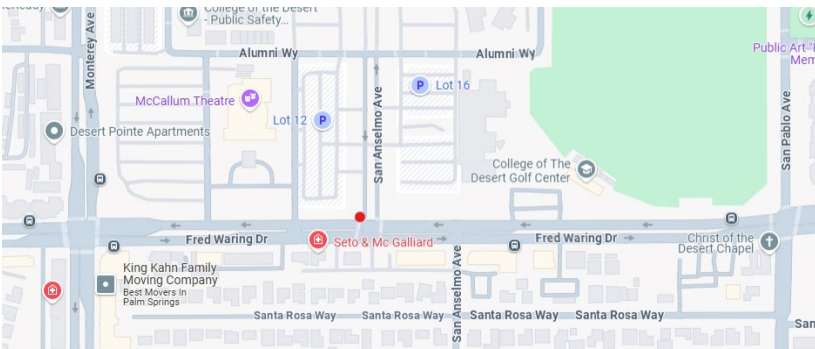 College of the Desert
- Public Safety...
Monterey Ave
Alumni Wy
Alumni Wy
Public Art "
Mem
McCallum Theatre
P
Lot 16
Lot 12
P
Desert Pointe Apartments
San Anselmo Ave
San Pablo Ave
College of The
Desert Golf Center
Fred Waring Dr
Seto & Mc Galliard
Fred Waring Dr
Christ of the
Desert Chapel
King Kahn Family
Moving Company
Best Movers In
Palm Springs
San Anselmo Ave
Santa Rosa Way
Santa Rosa Way
Santa Rosa Way
Santa Rosa Way
San